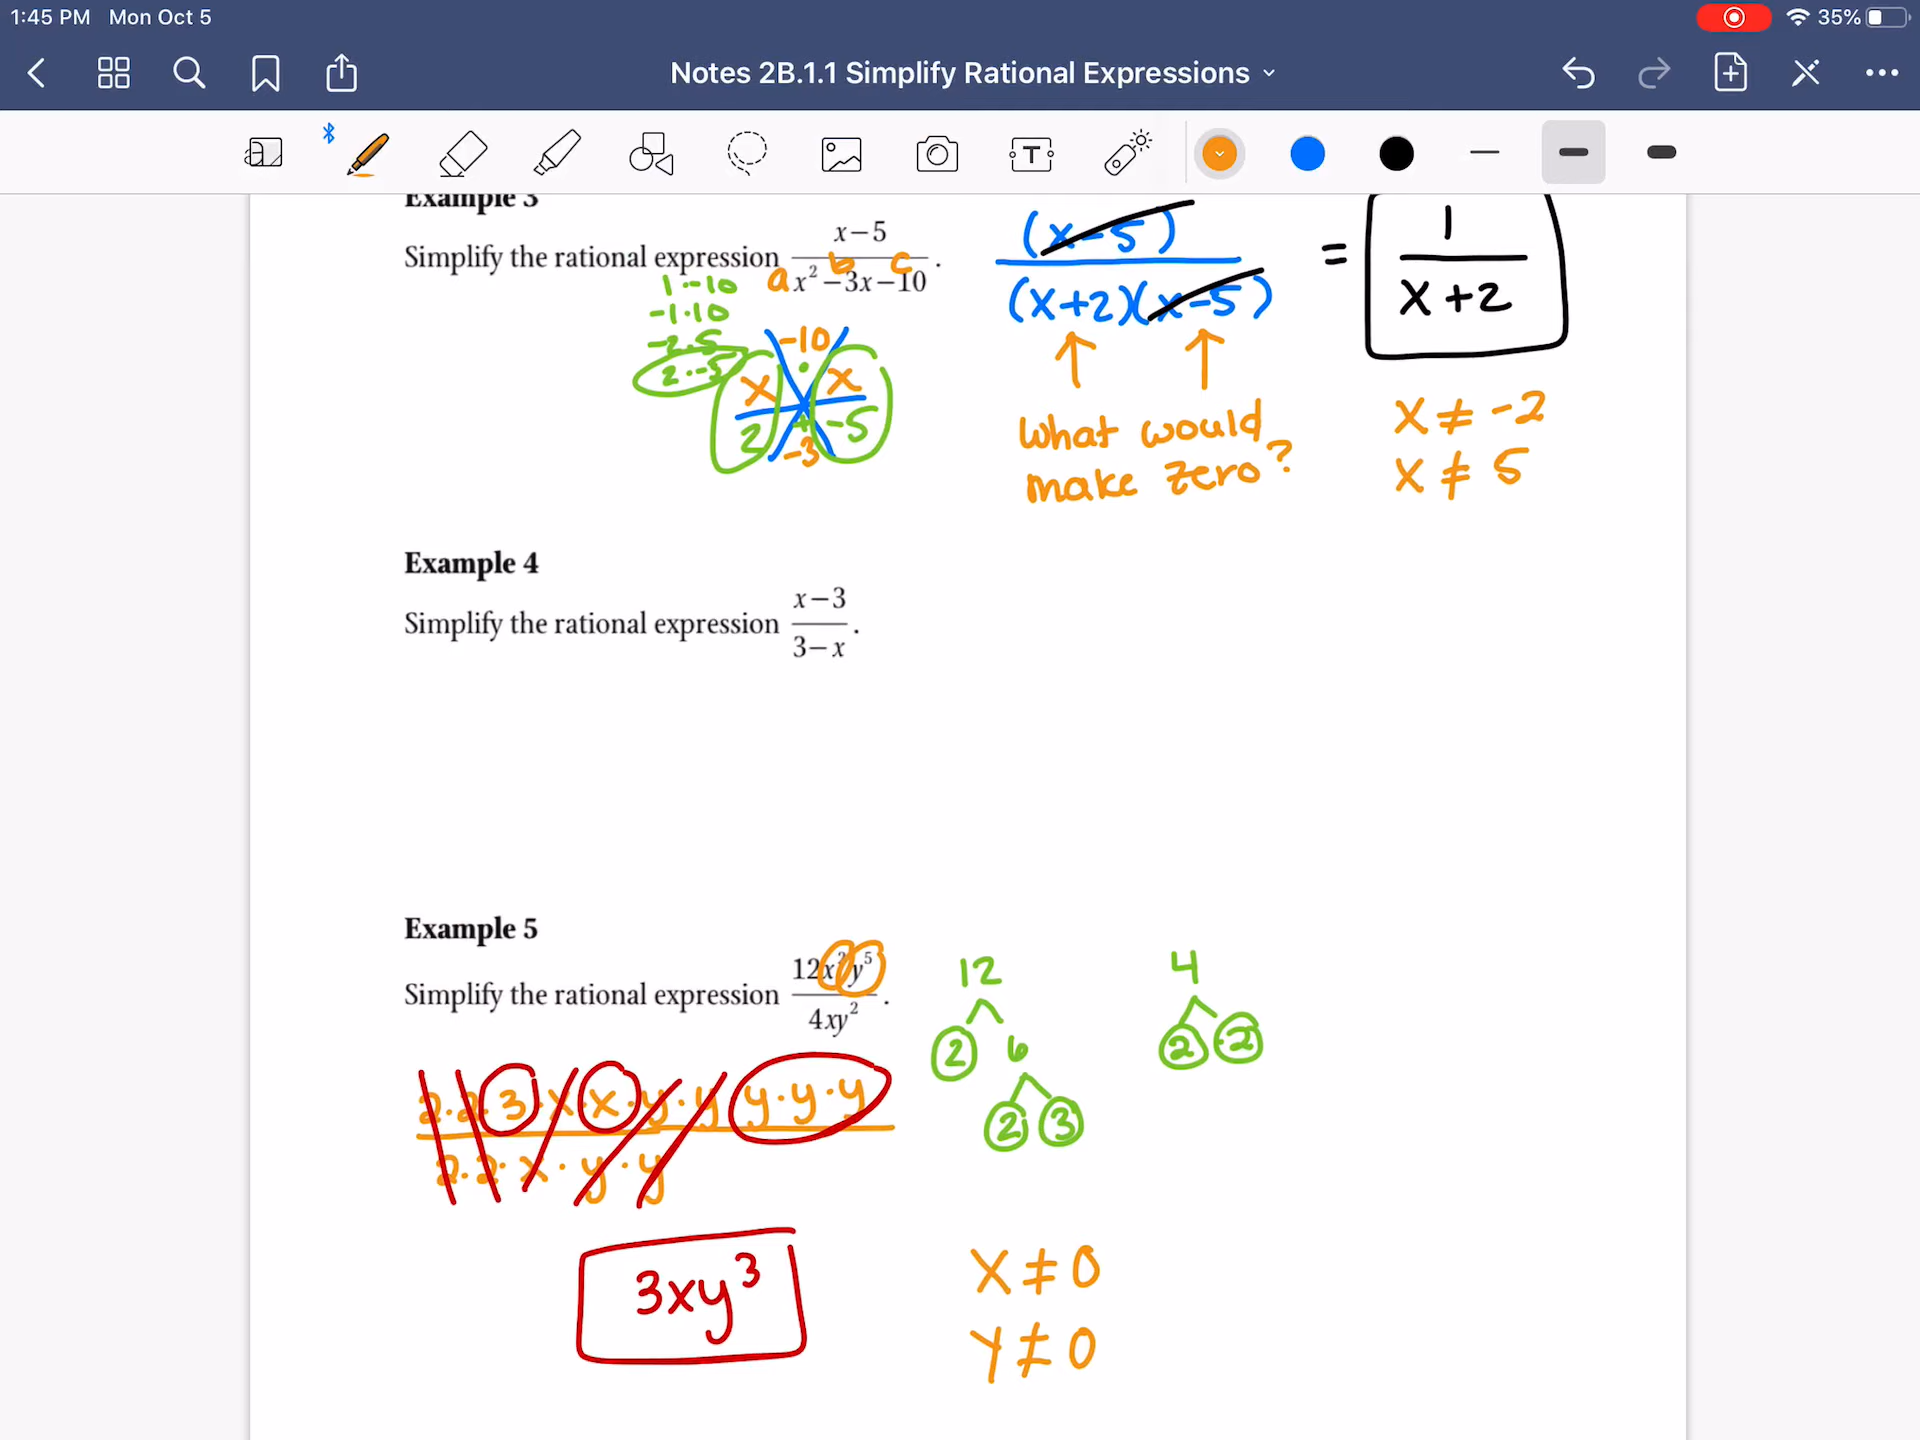 1:45 PM Mon Oct 5
35%
Notes 2B.1.1 Simplify Rational Expressions
T
Example 3
Simplify the rational expression x−5 / x² −3x−10 .
a b c
1·-10
-1·10
-2·5
2·-5
-10
x x
2 + -5
-3
(x-5) / (x+2)(x-5) = 1 / x+2
What would
make zero?
x ≠ -2
x ≠ 5
Example 4
Simplify the rational expression x−3 / 3−x .
Example 5
Simplify the rational expression 12x²y⁵ / 4xy² .
12
2 6
2 3
4
2 2
2·2·3·x·x·y·y·y·y·y
2·2·x·y·y
3xy³
x ≠ 0
y ≠ 0